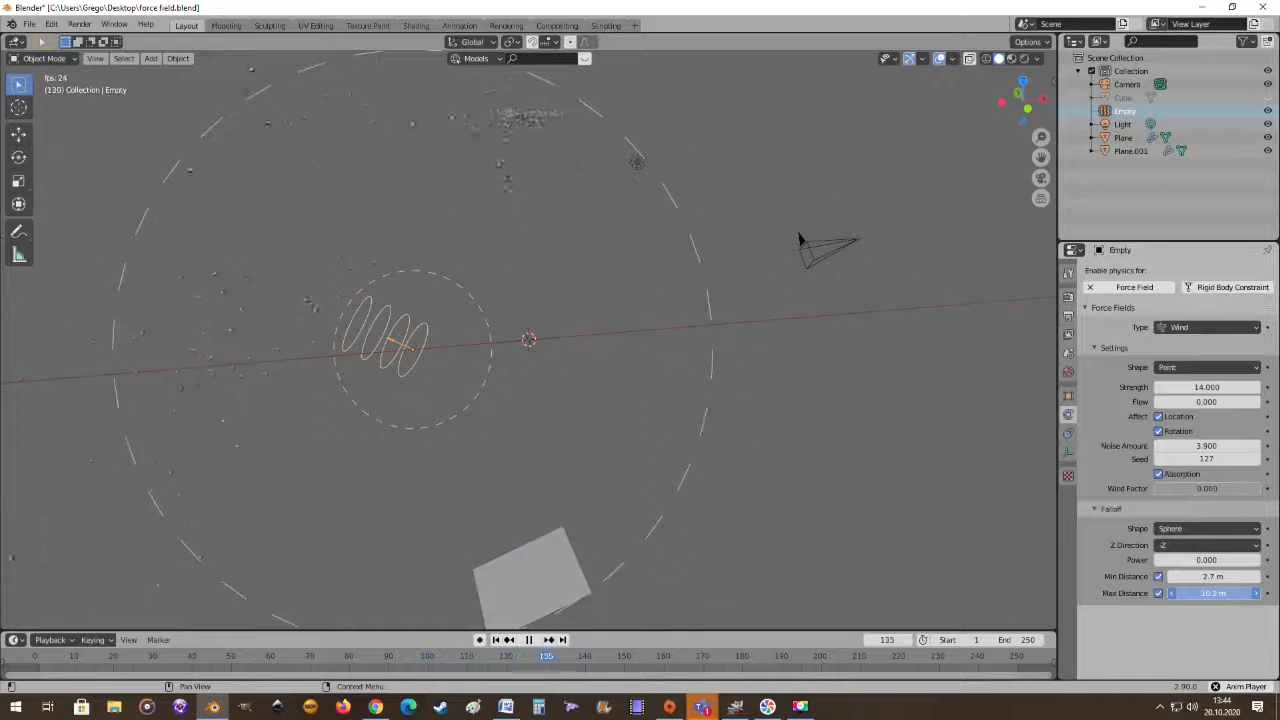 Blender* [C:\Users\Grego\Desktop\force field.blend]
File Edit Render Window Help Layout Modeling Sculpting UV Editing Texture Paint Shading Animation Rendering Compositing Scripting + Scene View Layer
Global Options
Object Mode View Select Add Object Models
fps: 24
(130) Collection | Empty
Scene Collection
Collection
Camera
Cube
Empty
Light
Plane
Plane.001
Empty
Enable physics for:
Force Field Rigid Body Constraint
Force Fields
Type Wind
Settings
Shape Point
Strength 14.000
Flow 0.000
Affect Location
Rotation
Noise Amount 3.900
Seed 127
Absorption
Wind Factor 0.000
Falloff
Shape Sphere
Z Direction -Z
Power 0.000
Min Distance 2.7 m
Max Distance 10.3 m
Playback Keying View Marker 135 Start 1 End 250
0 10 20 30 40 50 60 70 80 90 100 110 120 135 140 150 160 170 180 190 200 210 220 230 240 250
Pan View Context Menu 2.90.0 Anim Player
13:44
20.10.2020